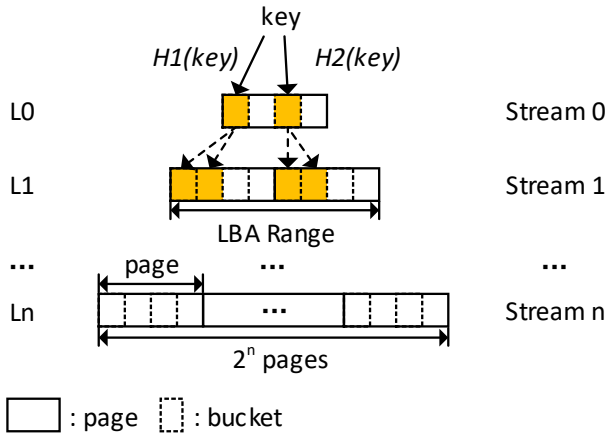 key
H1(key) H2(key)
L0 Stream 0
L1 Stream 1
LBA Range
... ... ...
page
Ln ... Stream n
2ⁿ pages
: page : bucket